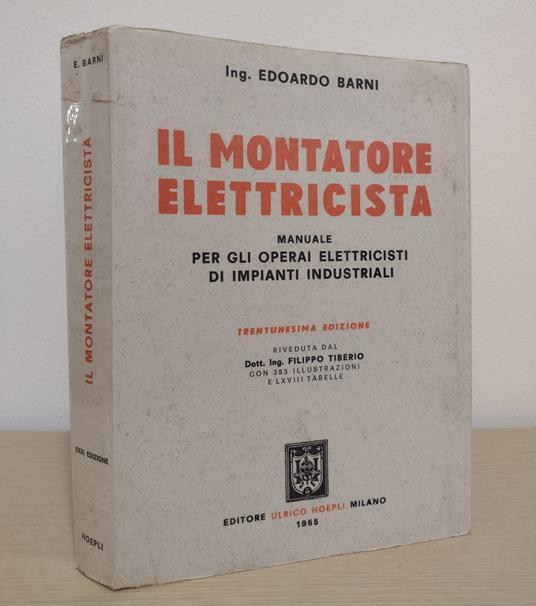 E. BARNI
IL MONTATORE ELETTRICISTA
XXXI EDIZIONE
HOEPLI
Ing. EDOARDO BARNI
IL MONTATORE
ELETTRICISTA
MANUALE
PER GLI OPERAI ELETTRICISTI
DI IMPIANTI INDUSTRIALI
TRENTUNESIMA EDIZIONE
RIVEDUTA DAL
Dott. Ing. FILIPPO TIBERIO
CON 385 ILLUSTRAZIONI
E LXVIII TABELLE
EDITORE ULRICO HOEPLI MILANO
1965